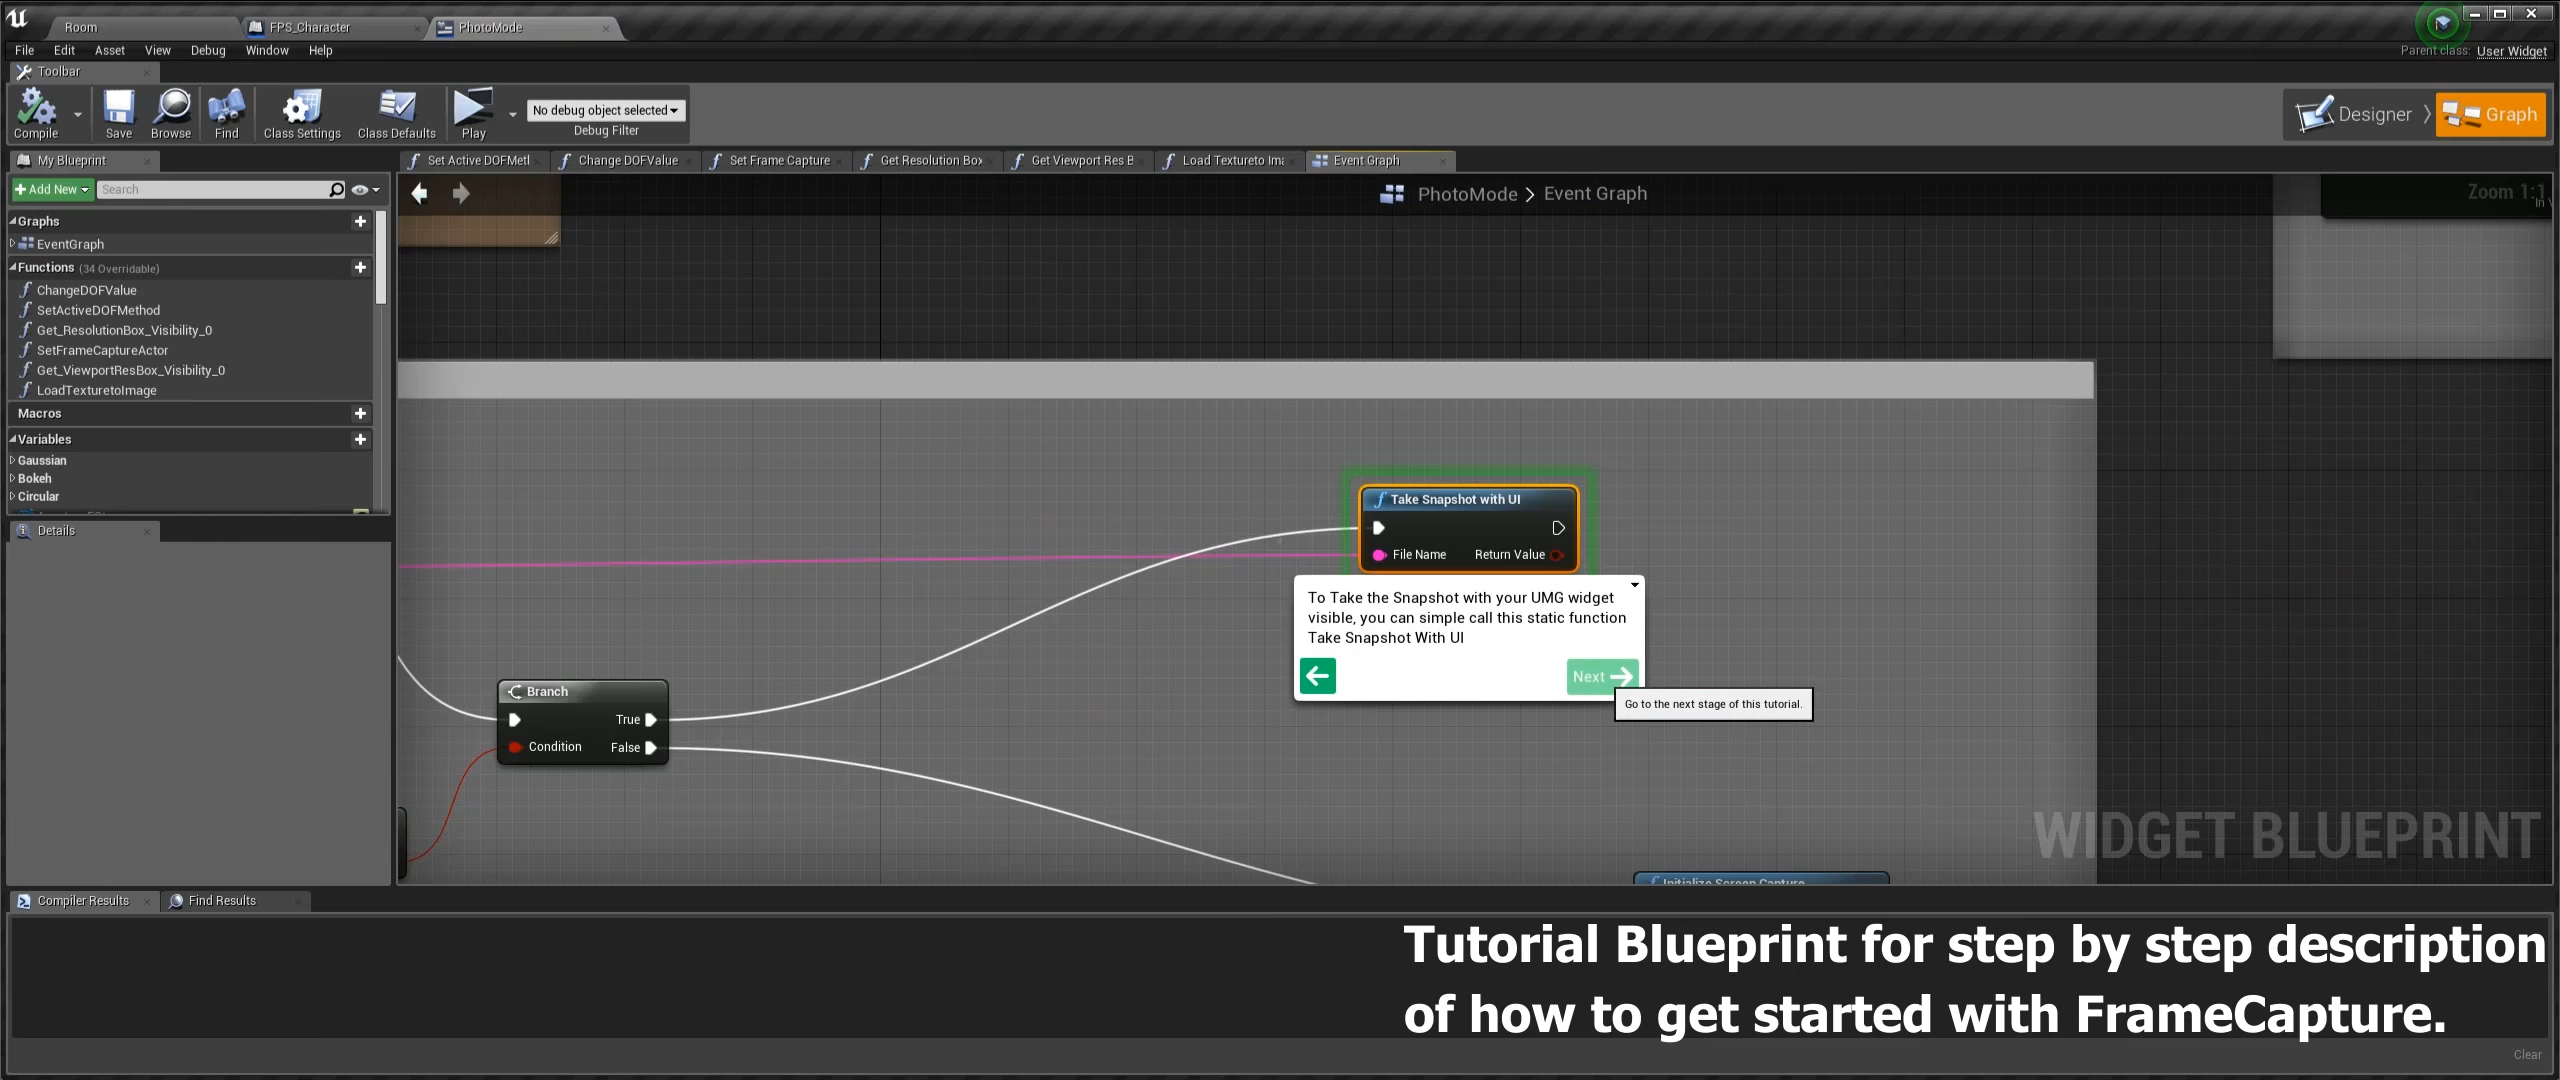 Room
FPS_Character
PhotoMode
File Edit Asset View Debug Window Help
Parent class: User Widget
Toolbar
Compile
Save
Browse
Find
Class Settings
Class Defaults
Play
No debug object selected
Debug Filter
Designer
Graph
My Blueprint
Set Active DOFMetl
Change DOFValue
Set Frame Capture
Get Resolution Box
Get Viewport Res B
Load Textureto Ima
Event Graph
Add New
Search
PhotoMode > Event Graph
Zoom 1:1
Graphs
EventGraph
Functions (34 Overridable)
ChangeDOFValue
SetActiveDOFMethod
Get_ResolutionBox_Visibility_0
SetFrameCaptureActor
Get_ViewportResBox_Visibility_0
LoadTexturetoImage
Macros
Variables
Gaussian
Bokeh
Circular
Details
Take Snapshot with UI
File Name Return Value
To Take the Snapshot with your UMG widget
visible, you can simple call this static function
Take Snapshot With UI
Next
Go to the next stage of this tutorial.
Branch
True
Condition False
Initialize Screen Capture
WIDGET BLUEPRINT
Compiler Results
Find Results
Tutorial Blueprint for step by step description
of how to get started with FrameCapture.
Clear